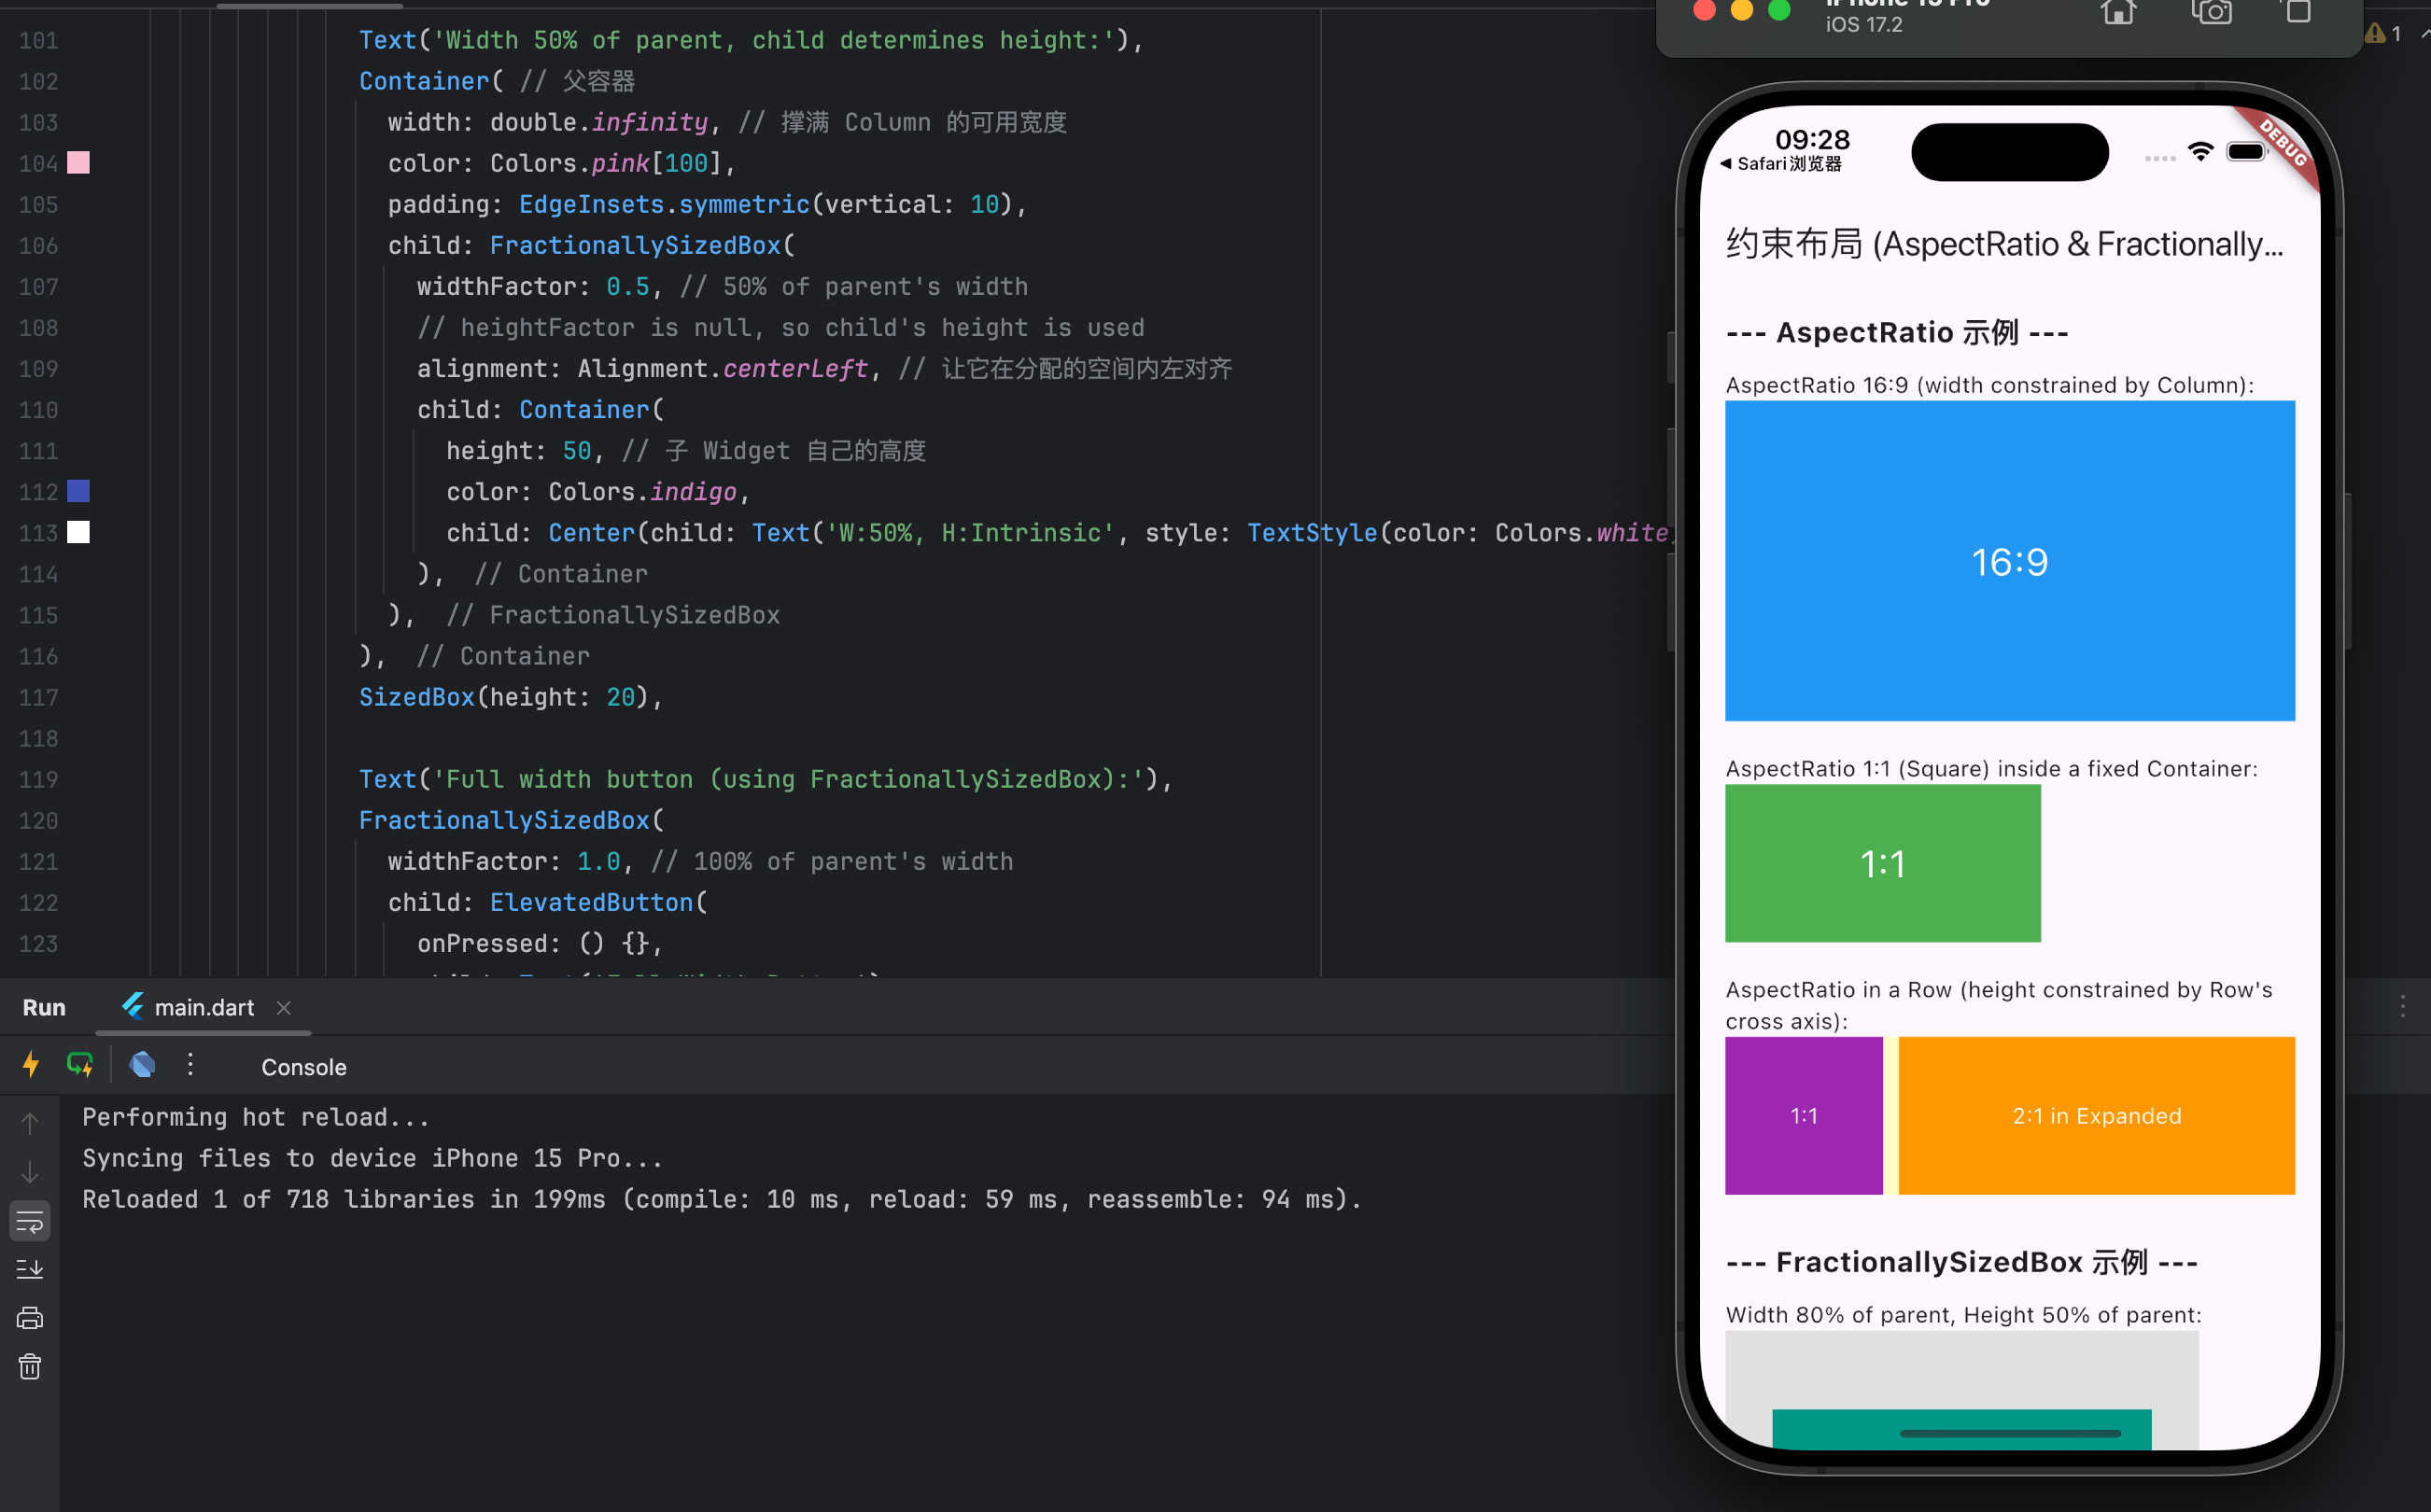 101 Text('Width 50% of parent, child determines height:'),
102 Container( // 父容器
103 width: double.infinity, // 撑满 Column 的可用宽度
104 color: Colors.pink[100],
105 padding: EdgeInsets.symmetric(vertical: 10),
106 child: FractionallySizedBox(
107 widthFactor: 0.5, // 50% of parent's width
108 // heightFactor is null, so child's height is used
109 alignment: Alignment.centerLeft, // 让它在分配的空间内左对齐
110 child: Container(
111 height: 50, // 子 Widget 自己的高度
112 color: Colors.indigo,
113 child: Center(child: Text('W:50%, H:Intrinsic', style: TextStyle(color: Colors.white
114 ), // Container
115 ), // FractionallySizedBox
116 ), // Container
117 SizedBox(height: 20),
118
119 Text('Full width button (using FractionallySizedBox):'),
120 FractionallySizedBox(
121 widthFactor: 1.0, // 100% of parent's width
122 child: ElevatedButton(
123 onPressed: () {},
Run main.dart
Console
Performing hot reload...
Syncing files to device iPhone 15 Pro...
Reloaded 1 of 718 libraries in 199ms (compile: 10 ms, reload: 59 ms, reassemble: 94 ms).
iPhone 15 Pro
iOS 17.2
1
09:28
Safari浏览器
DEBUG
约束布局 (AspectRatio & Fractionally...
--- AspectRatio 示例 ---
AspectRatio 16:9 (width constrained by Column):
16:9
AspectRatio 1:1 (Square) inside a fixed Container:
1:1
AspectRatio in a Row (height constrained by Row's
cross axis):
1:1
2:1 in Expanded
--- FractionallySizedBox 示例 ---
Width 80% of parent, Height 50% of parent: